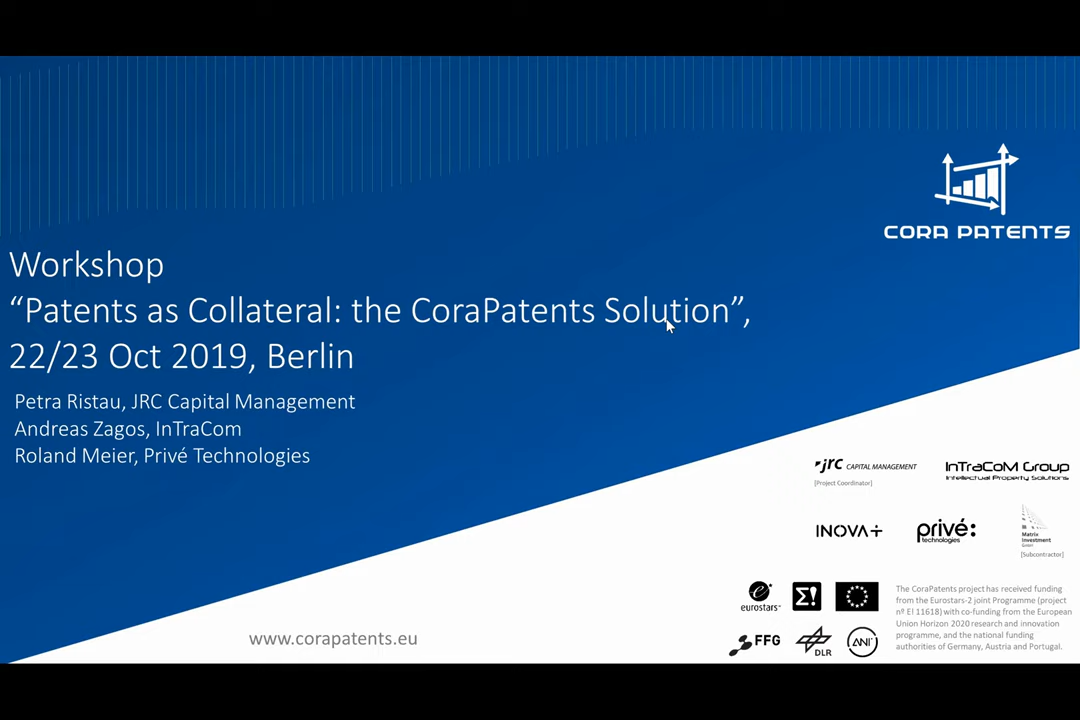 CORA PATENTS
Workshop
“Patents as Collateral: the CoraPatents Solution”,
22/23 Oct 2019, Berlin
Petra Ristau, JRC Capital Management
Andreas Zagos, InTraCom
Roland Meier, Privé Technologies
jrc CAPITAL MANAGEMENT
[Project Coordinator]
InTraCoM Group
Intellectual Property Solutions
INOVA+
privé:
technologies
Matrix
Investment
GmbH
[Subcontractor]
eurostars™
Σ!
FFG
DLR
ANI
The CoraPatents project has received funding
from the Eurostars-2 joint Programme (project
nº EI 11618) with co-funding from the European
Union Horizon 2020 research and innovation
programme, and the national funding
authorities of Germany, Austria and Portugal.
www.corapatents.eu